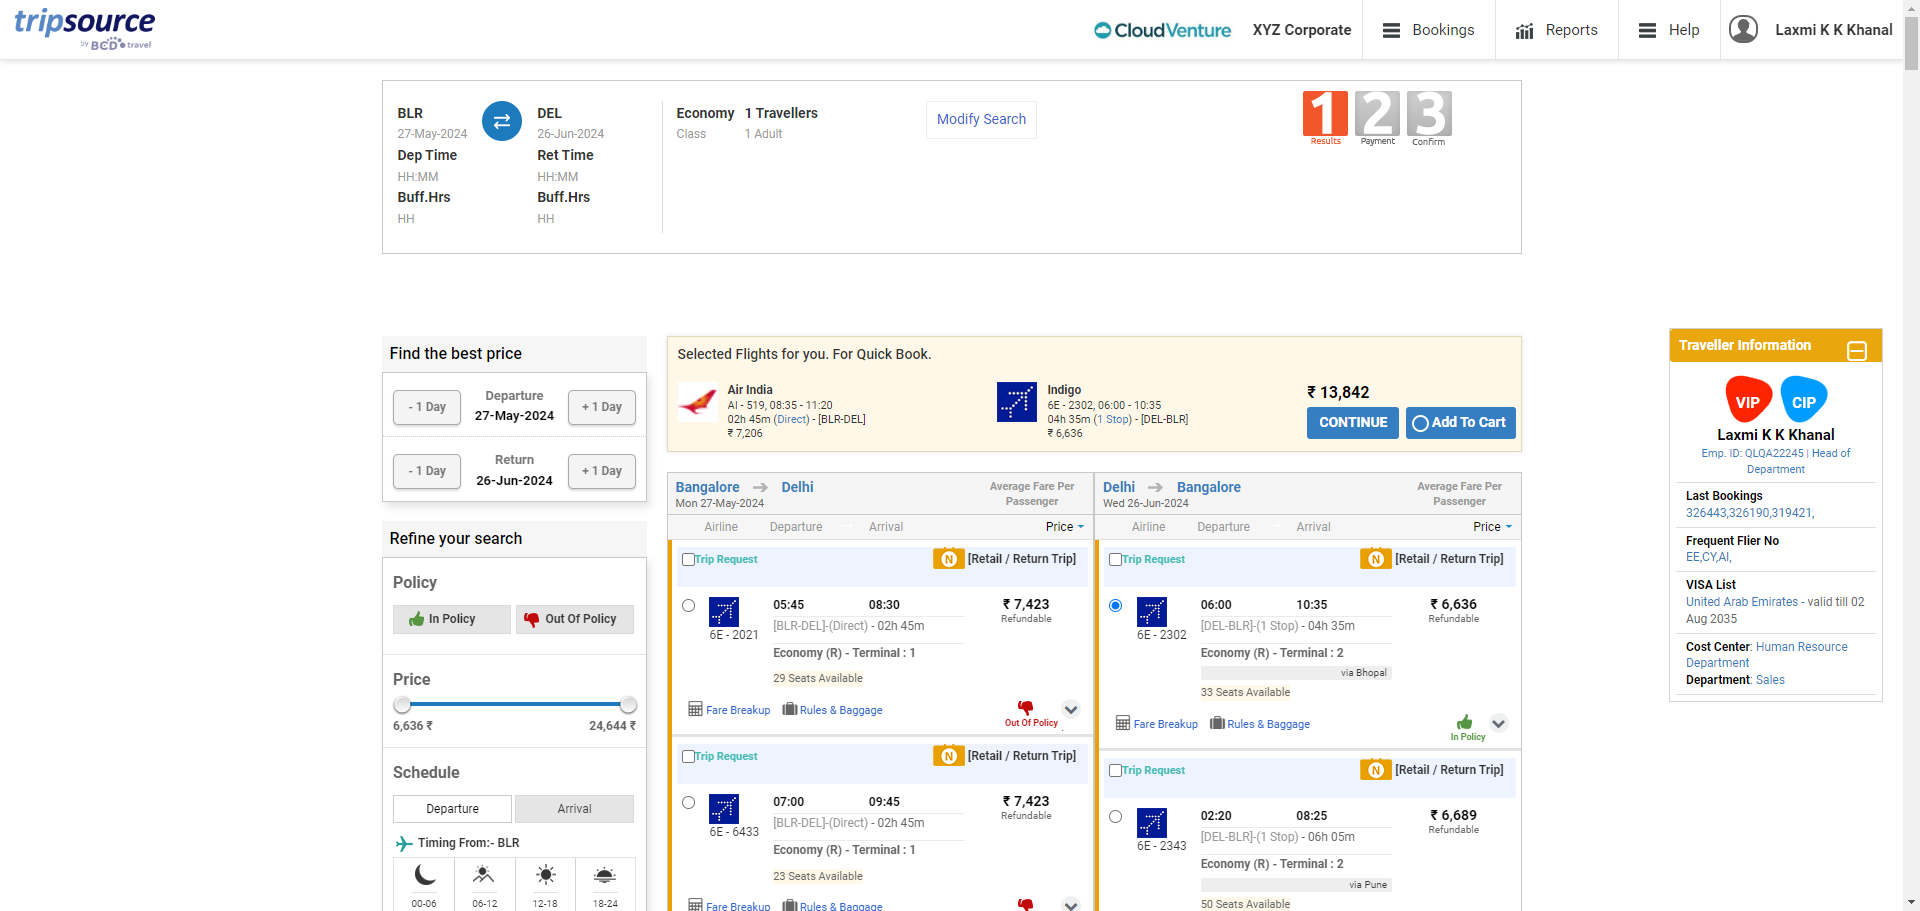 tripsource
by BCD travel
CloudVenture
XYZ Corporate
Bookings
Reports
Help
Laxmi K K Khanal
BLR
27-May-2024
Dep Time
HH:MM
Buff.Hrs
HH
DEL
26-Jun-2024
Ret Time
HH:MM
Buff.Hrs
HH
Economy
Class
1 Travellers
1 Adult
Modify Search
1
Results
2
Payment
3
Confirm
Find the best price
- 1 Day
Departure
27-May-2024
+ 1 Day
- 1 Day
Return
26-Jun-2024
+ 1 Day
Refine your search
Policy
In Policy
Out Of Policy
Price
6,636 ₹
24,644 ₹
Schedule
Departure
Arrival
Timing From:- BLR
00-06
06-12
12-18
18-24
Selected Flights for you. For Quick Book.
Air India
AI - 519, 08:35 - 11:20
02h 45m (Direct) - [BLR-DEL]
₹ 7,206
Indigo
6E - 2302, 06:00 - 10:35
04h 35m (1 Stop) - [DEL-BLR]
₹ 6,636
₹ 13,842
CONTINUE
Add To Cart
Bangalore
Delhi
Mon 27-May-2024
Average Fare Per
Passenger
Airline
Departure
Arrival
Price
Trip Request
N
[Retail / Return Trip]
6E - 2021
05:45
08:30
[BLR-DEL]-(Direct) - 02h 45m
Economy (R) - Terminal : 1
29 Seats Available
₹ 7,423
Refundable
Fare Breakup
Rules & Baggage
Out Of Policy
Trip Request
N
[Retail / Return Trip]
6E - 6433
07:00
09:45
[BLR-DEL]-(Direct) - 02h 45m
Economy (R) - Terminal : 1
23 Seats Available
₹ 7,423
Refundable
Fare Breakup
Rules & Baggage
Delhi
Bangalore
Wed 26-Jun-2024
Average Fare Per
Passenger
Airline
Departure
Arrival
Price
Trip Request
N
[Retail / Return Trip]
6E - 2302
06:00
10:35
[DEL-BLR]-(1 Stop) - 04h 35m
Economy (R) - Terminal : 2
via Bhopal
33 Seats Available
₹ 6,636
Refundable
Fare Breakup
Rules & Baggage
In Policy
Trip Request
N
[Retail / Return Trip]
6E - 2343
02:20
08:25
[DEL-BLR]-(1 Stop) - 06h 05m
Economy (R) - Terminal : 2
via Pune
50 Seats Available
₹ 6,689
Refundable
Traveller Information
VIP
CIP
Laxmi K K Khanal
Emp. ID: QLQA22245 | Head of
Department
Last Bookings
326443,326190,319421,
Frequent Flier No
EE,CY,AI,
VISA List
United Arab Emirates - valid till 02
Aug 2035
Cost Center: Human Resource
Department
Department: Sales